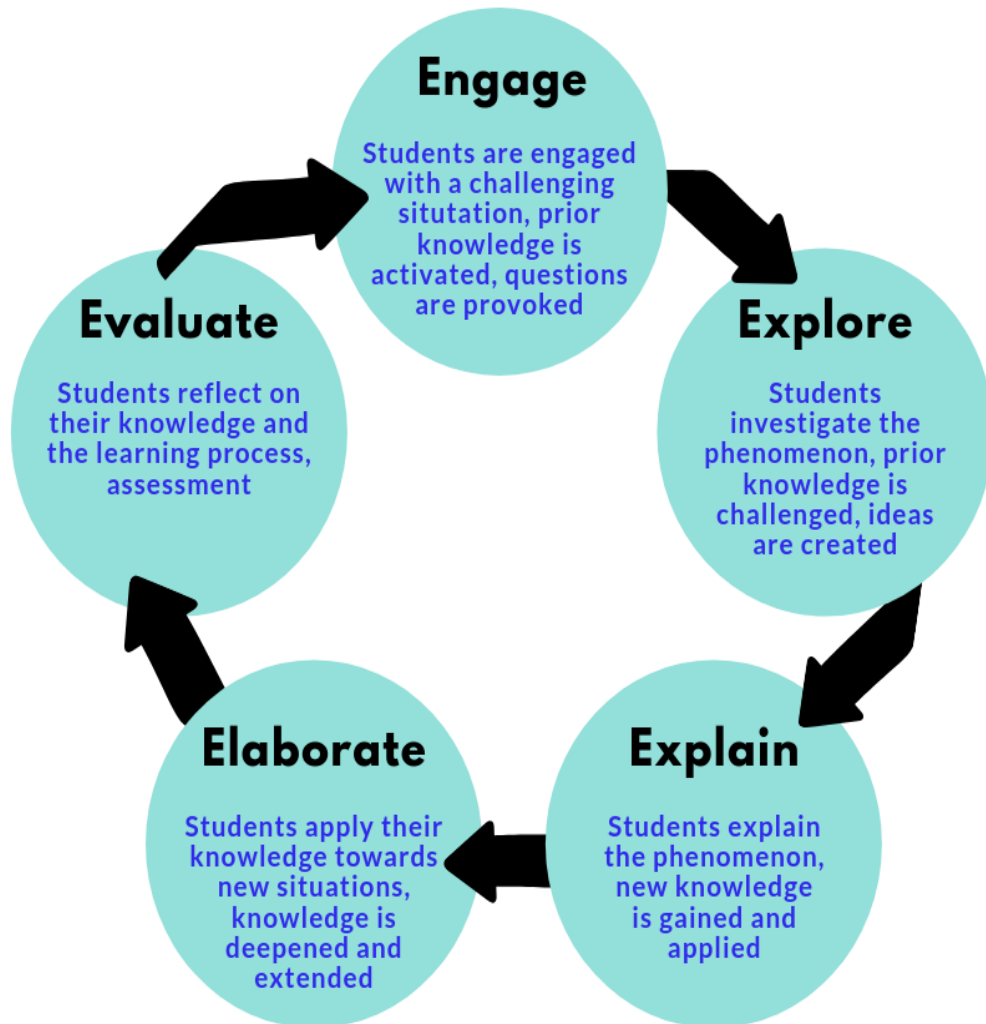 Engage
Students are engaged
with a challenging
situtation, prior
knowledge is
activated, questions
are provoked
Explore
Students
investigate the
phenomenon, prior
knowledge is
challenged, ideas
are created
Explain
Students explain
the phenomenon,
new knowledge
is gained and
applied
Elaborate
Students apply their
knowledge towards
new situations,
knowledge is
deepened and
extended
Evaluate
Students reflect on
their knowledge and
the learning process,
assessment